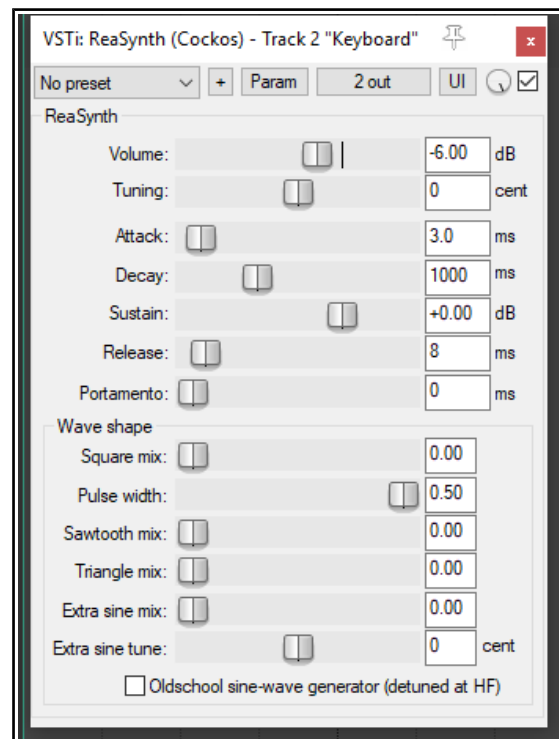 VSTi: ReaSynth (Cockos) - Track 2 "Keyboard" x
No preset + Param 2 out UI
ReaSynth
Volume: -6.00 dB
Tuning: 0 cent
Attack: 3.0 ms
Decay: 1000 ms
Sustain: +0.00 dB
Release: 8 ms
Portamento: 0 ms
Wave shape
Square mix: 0.00
Pulse width: 0.50
Sawtooth mix: 0.00
Triangle mix: 0.00
Extra sine mix: 0.00
Extra sine tune: 0 cent
Oldschool sine-wave generator (detuned at HF)